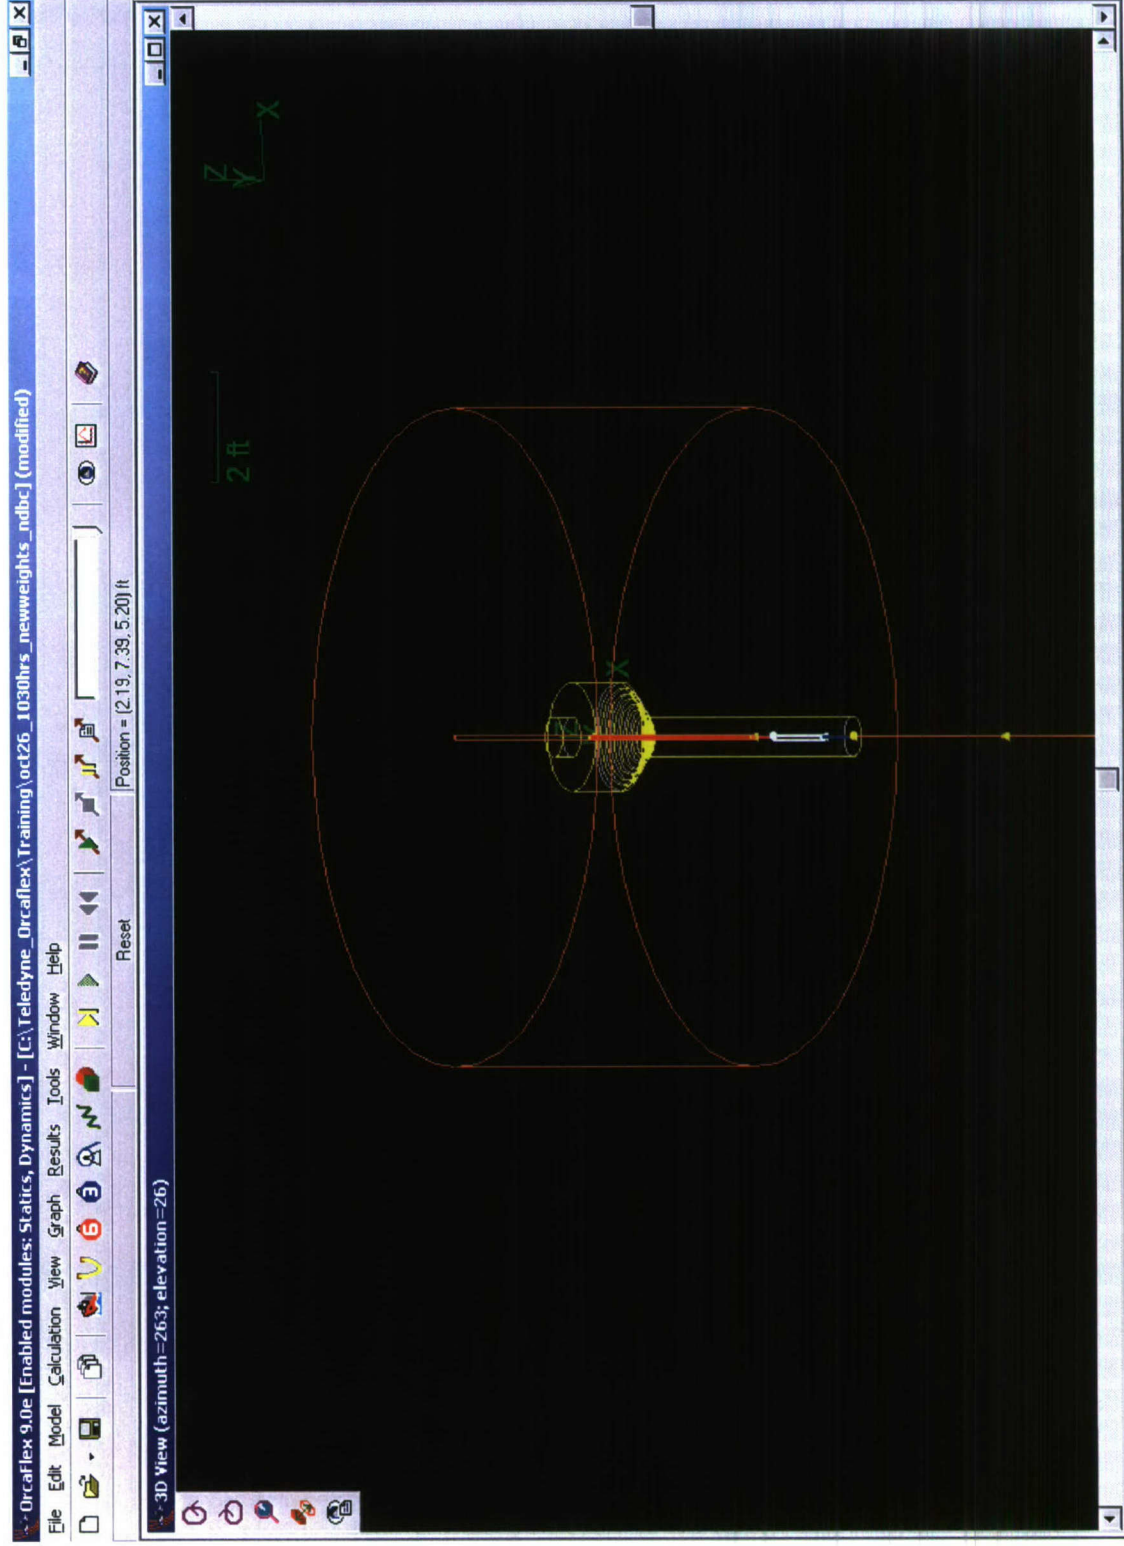 OrcaFlex 9.0e [Enabled modules: Statics, Dynamics] - [C:\Teledyne_Orcaflex\Training\oct26_1030hrs_newweights_ndbc] (modified)
File Edit Model Calculation View Graph Results Tools Window Help
6 3
Reset Position = (2.19, 7.39, 5.20) ft
3D View (azimuth=263; elevation=26)
Z
Y X
2 ft
X